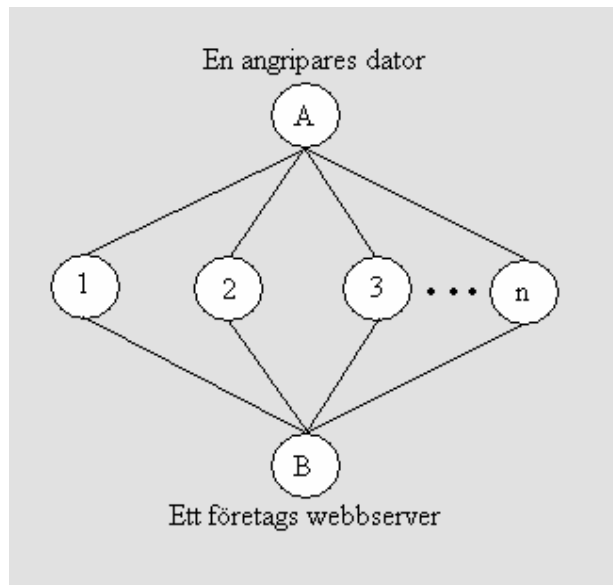 En angripares dator
A
1 2 3 ••• n
B
Ett företags webbserver